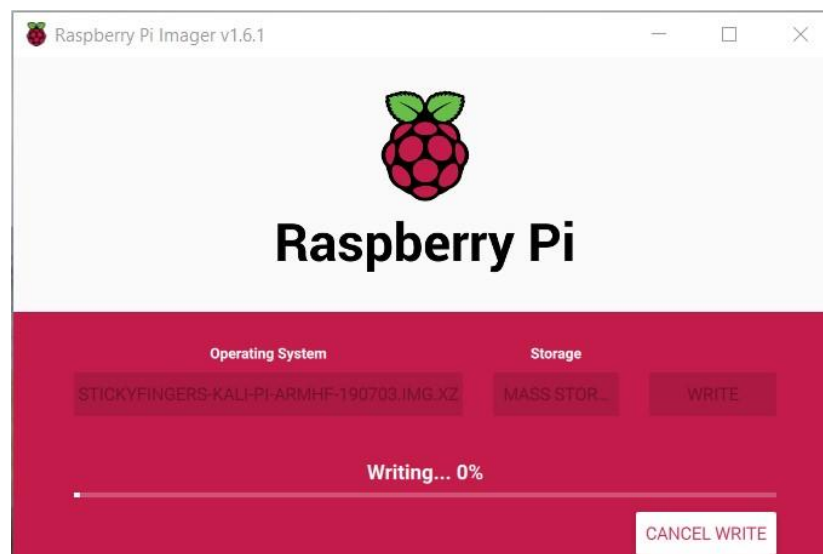 Raspberry Pi Imager v1.6.1
Raspberry Pi
Operating System Storage
STICKYFINGERS-KALI-PI-ARMHF-190703.IMG.XZ MASS STOR... WRITE
Writing... 0%
CANCEL WRITE